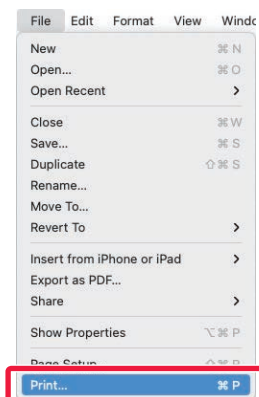 File Edit Format View Windo
New ⌘ N
Open... ⌘ O
Open Recent >
Close ⌘ W
Save... ⌘ S
Duplicate ⇧ ⌘ S
Rename...
Move To...
Revert To >
Insert from iPhone or iPad >
Export as PDF...
Share >
Show Properties ⌥ ⌘ P
Page Setup ⇧ ⌘ P
Print... ⌘ P